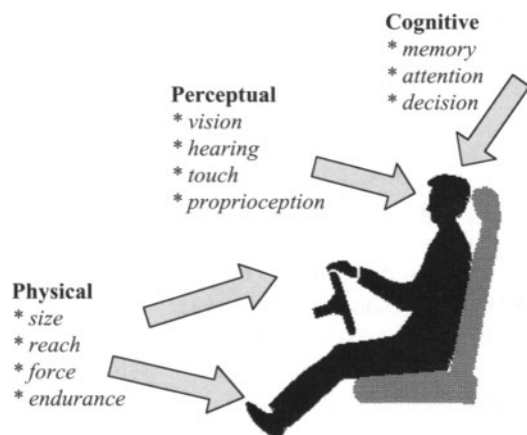 Cognitive
* memory
* attention
* decision
Perceptual
* vision
* hearing
* touch
* proprioception
Physical
* size
* reach
* force
* endurance